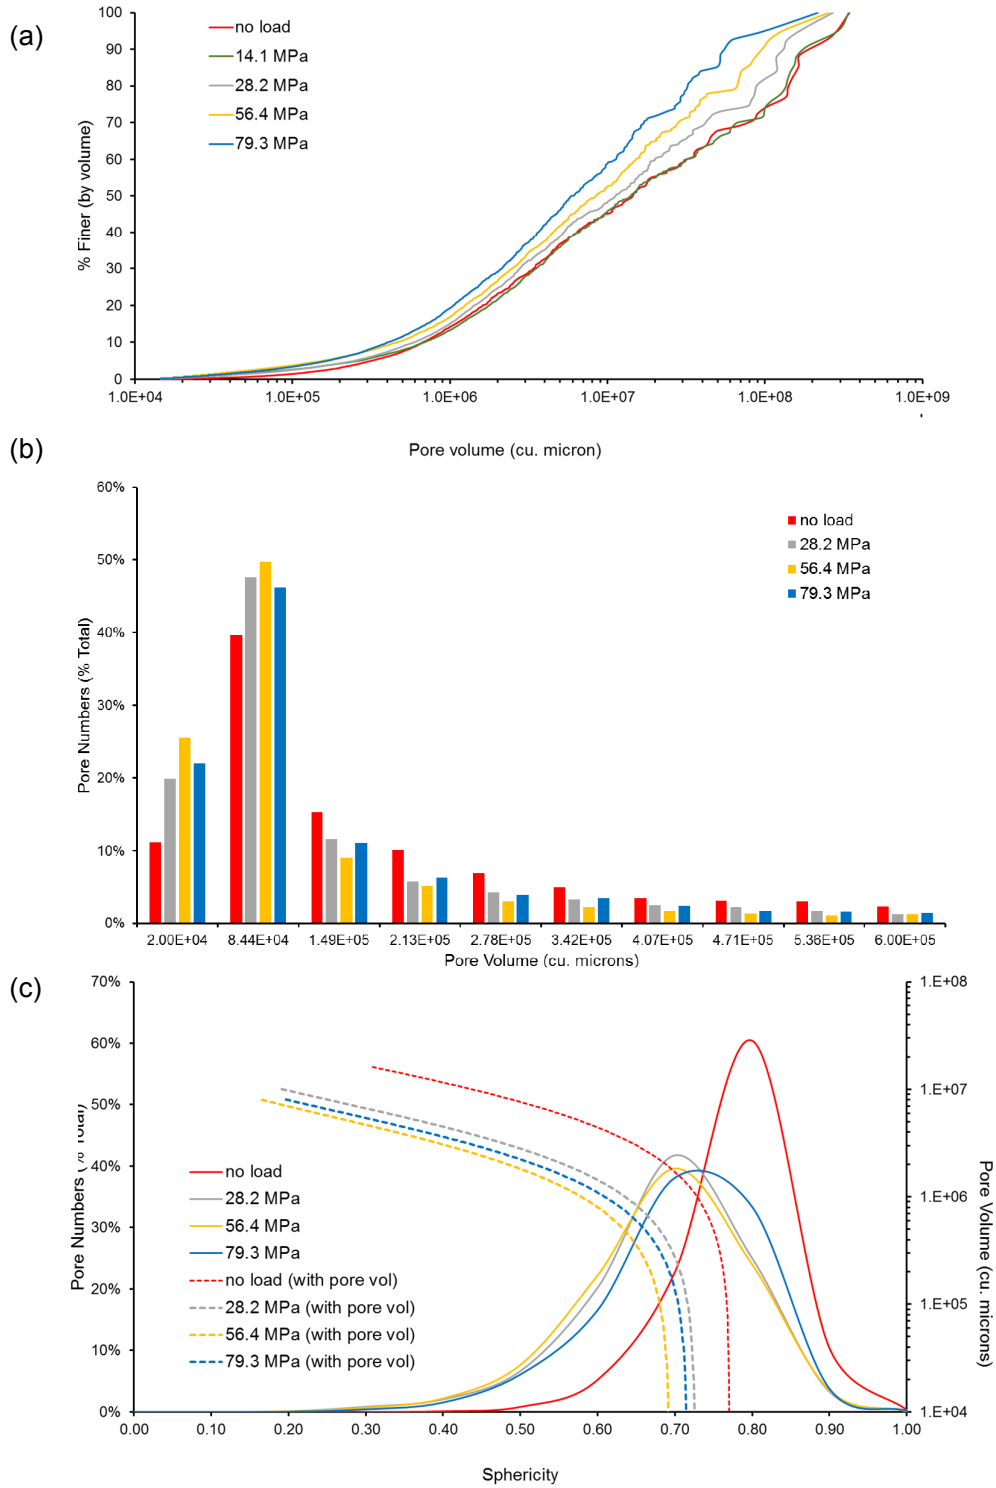 (a)
no load
14.1 MPa
28.2 MPa
56.4 MPa
79.3 MPa
% Finer (by volume)
100
90
80
70
60
50
40
30
20
10
0
1.0E+04 1.0E+05 1.0E+06 1.0E+07 1.0E+08 1.0E+09
Pore volume (cu. micron)
(b)
no load
28.2 MPa
56.4 MPa
79.3 MPa
Pore Numbers (% Total)
60%
50%
40%
30%
20%
10%
0%
2.00E+04 8.44E+04 1.49E+05 2.13E+05 2.78E+05 3.42E+05 4.07E+05 4.71E+05 5.36E+05 6.00E+05
Pore Volume (cu. microns)
(c)
Pore Numbers (% Total)
70%
60%
50%
40%
30%
20%
10%
0%
no load
28.2 MPa
56.4 MPa
79.3 MPa
no load (with pore vol)
28.2 MPa (with pore vol)
56.4 MPa (with pore vol)
79.3 MPa (with pore vol)
1.E+08
1.E+07
1.E+06
1.E+05
1.E+04
Pore Volume (cu. microns)
0.00 0.10 0.20 0.30 0.40 0.50 0.60 0.70 0.80 0.90 1.00
Sphericity